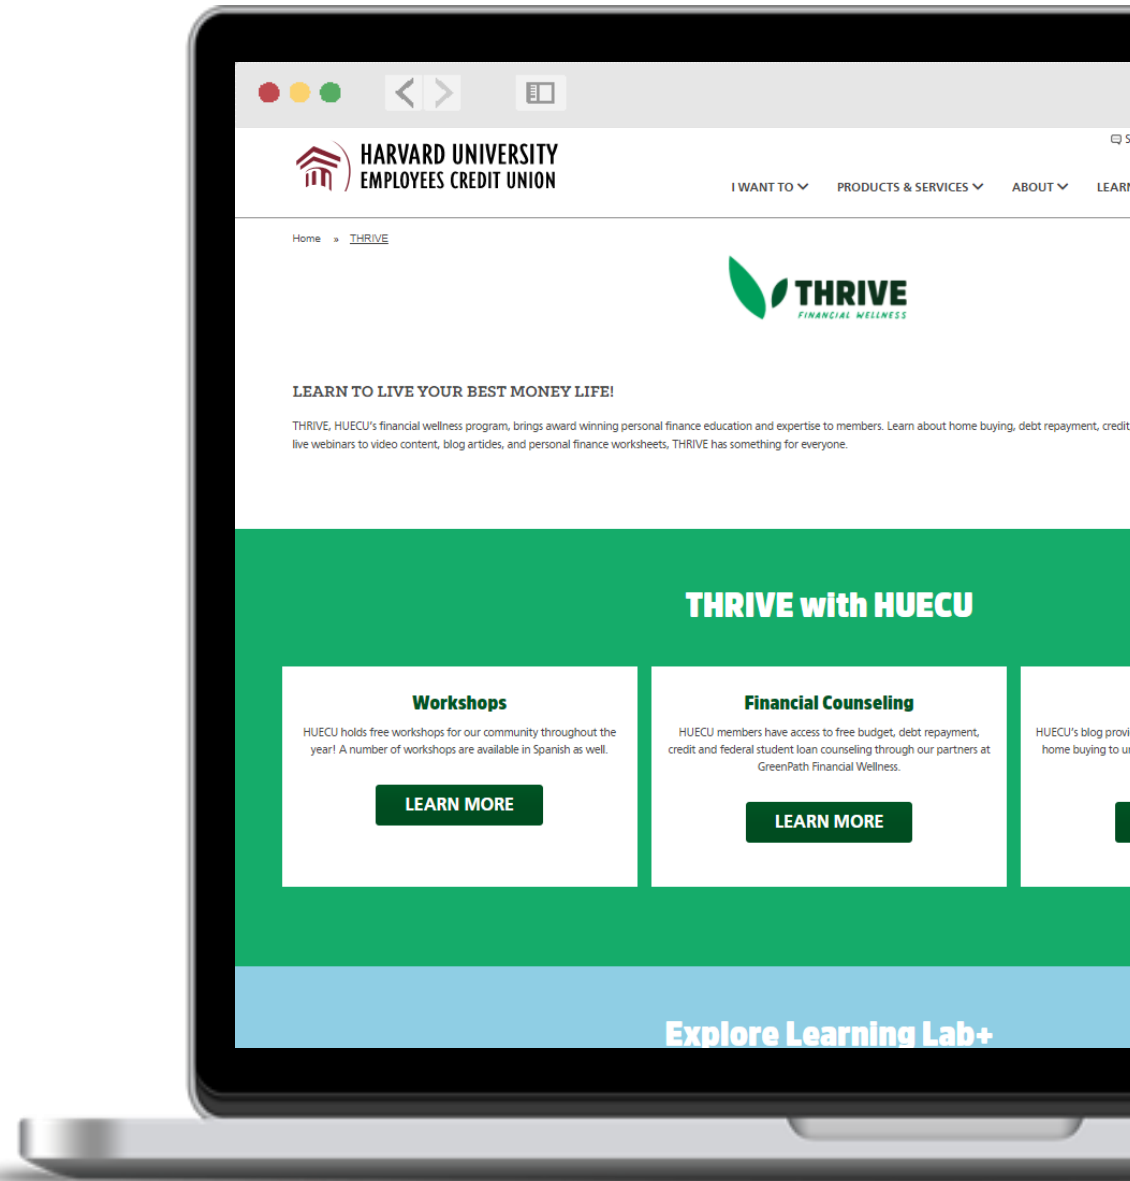 HARVARD UNIVERSITY
EMPLOYEES CREDIT UNION
I WANT TO
PRODUCTS & SERVICES
ABOUT
Home » THRIVE
THRIVE
FINANCIAL WELLNESS
LEARN TO LIVE YOUR BEST MONEY LIFE!
THRIVE, HUECU's financial wellness program, brings award winning personal finance education and expertise to members. Learn about home buying, debt repayment, credit
live webinars to video content, blog articles, and personal finance worksheets, THRIVE has something for everyone.
THRIVE with HUECU
Workshops
HUECU holds free workshops for our community throughout the
year! A number of workshops are available in Spanish as well.
LEARN MORE
Financial Counseling
HUECU members have access to free budget, debt repayment,
credit and federal student loan counseling through our partners at
GreenPath Financial Wellness.
LEARN MORE
HUECU's blog
home buying to
Explore Learning Lab+